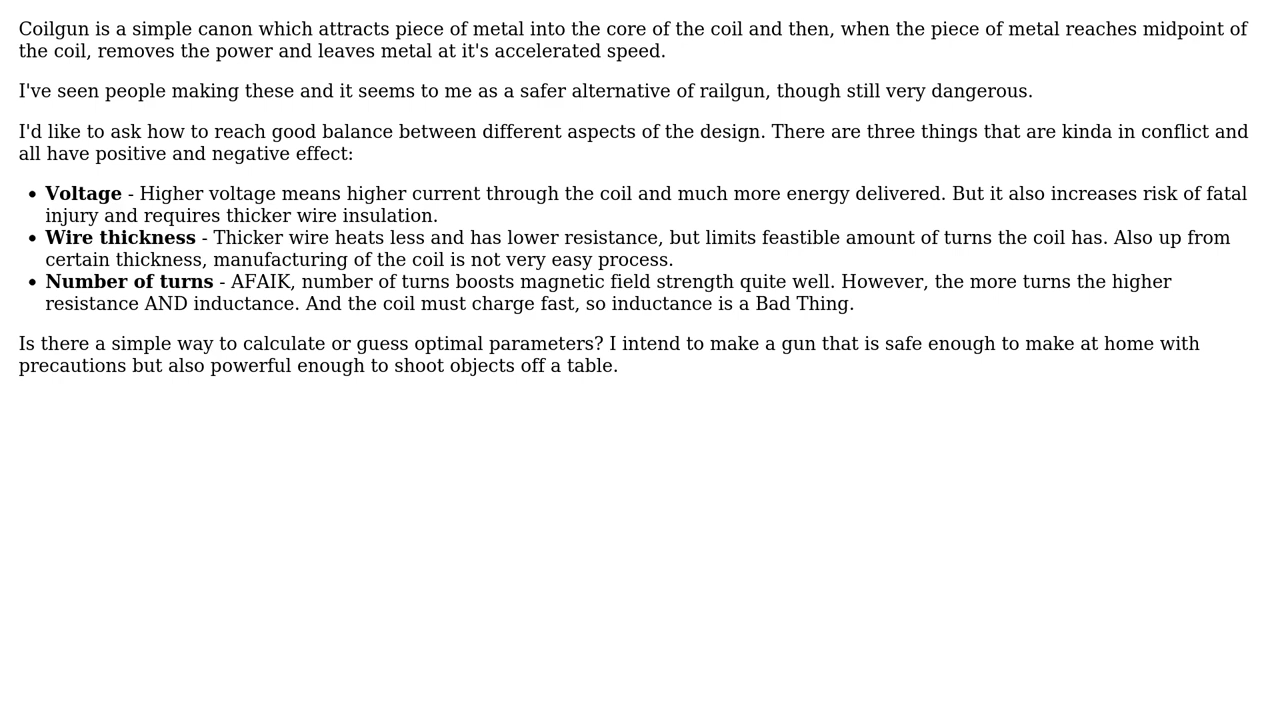 Coilgun is a simple canon which attracts piece of metal into the core of the coil and then, when the piece of metal reaches midpoint of
the coil, removes the power and leaves metal at it's accelerated speed.
I've seen people making these and it seems to me as a safer alternative of railgun, though still very dangerous.
I'd like to ask how to reach good balance between different aspects of the design. There are three things that are kinda in conflict and
all have positive and negative effect:
• Voltage - Higher voltage means higher current through the coil and much more energy delivered. But it also increases risk of fatal
injury and requires thicker wire insulation.
• Wire thickness - Thicker wire heats less and has lower resistance, but limits feastible amount of turns the coil has. Also up from
certain thickness, manufacturing of the coil is not very easy process.
• Number of turns - AFAIK, number of turns boosts magnetic field strength quite well. However, the more turns the higher
resistance AND inductance. And the coil must charge fast, so inductance is a Bad Thing.
Is there a simple way to calculate or guess optimal parameters? I intend to make a gun that is safe enough to make at home with
precautions but also powerful enough to shoot objects off a table.